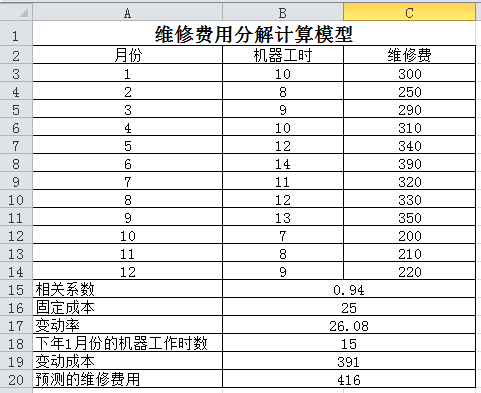 A B C
1 维修费用分解计算模型
2 月份 机器工时 维修费
3 1 10 300
4 2 8 250
5 3 9 290
6 4 10 310
7 5 12 340
8 6 14 390
9 7 11 320
10 8 12 330
11 9 13 350
12 10 7 200
13 11 8 210
14 12 9 220
15 相关系数 0.94
16 固定成本 25
17 变动率 26.08
18 下年1月份的机器工作时数 15
19 变动成本 391
20 预测的维修费用 416